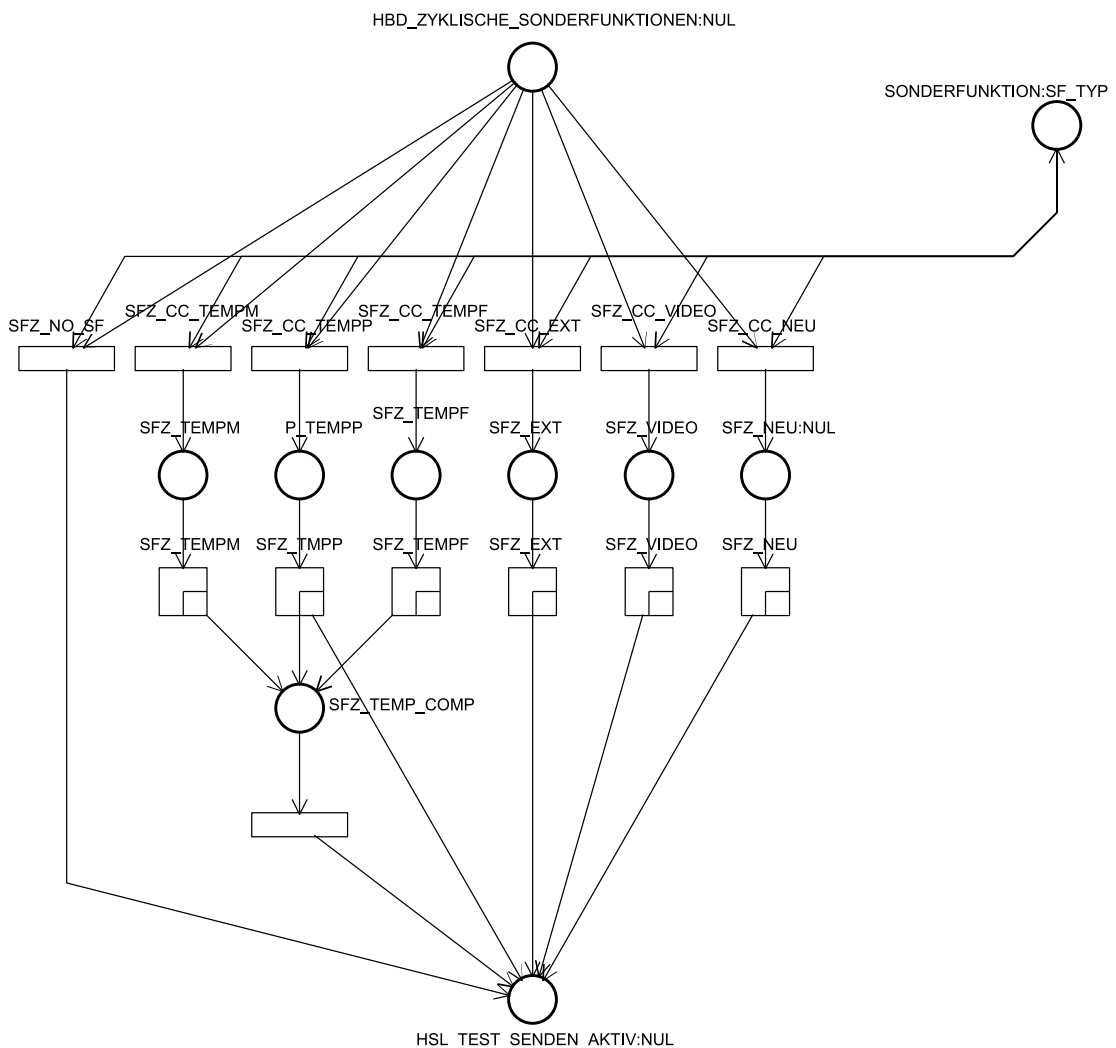 HBD_ZYKLISCHE_SONDERFUNKTIONEN:NUL
SONDERFUNKTION:SF_TYP
SFZ_NO_SF
SFZ_CC_TEMPM
SFZ_CC_TEMPP
SFZ_CC_TEMPF
SFZ_CC_EXT
SFZ_CC_VIDEO
SFZ_CC_NEU
SFZ_TEMPM
P_TEMPP
SFZ_TEMPF
SFZ_EXT
SFZ_VIDEO
SFZ_NEU:NUL
SFZ_TEMPM
SFZ_TMPP
SFZ_TEMPF
SFZ_EXT
SFZ_VIDEO
SFZ_NEU
SFZ_TEMP_COMP
HSL_TEST_SENDEN_AKTIV:NUL